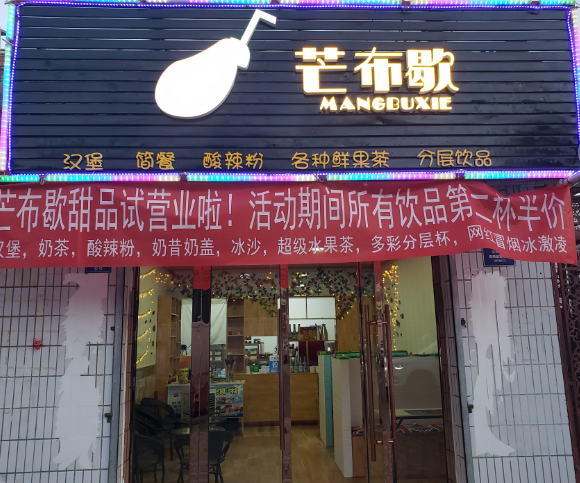 芒布歇
MANGBUXIE
汉堡 简餐 酸辣粉 各种鲜果茶 分层饮品
芒布歇甜品试营业啦！活动期间所有饮品第二杯半价
汉堡，奶茶，酸辣粉，奶昔奶盖，冰沙，超级水果茶，多彩分层杯，网红冒烟冰激凌